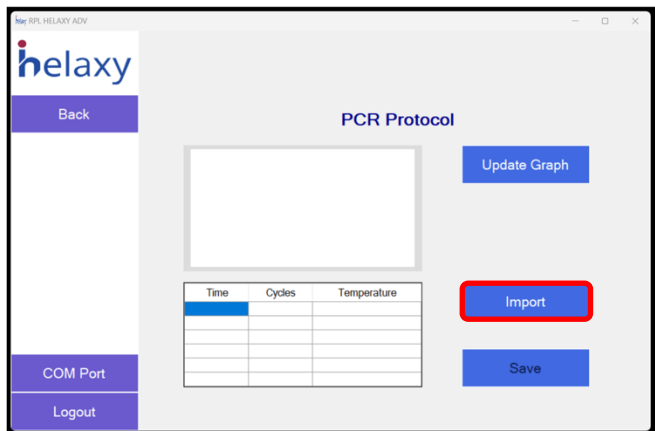 RPL HELAXY ADV
helaxy
Back
PCR Protocol
Update Graph
Time Cycles Temperature
Import
Save
COM Port
Logout